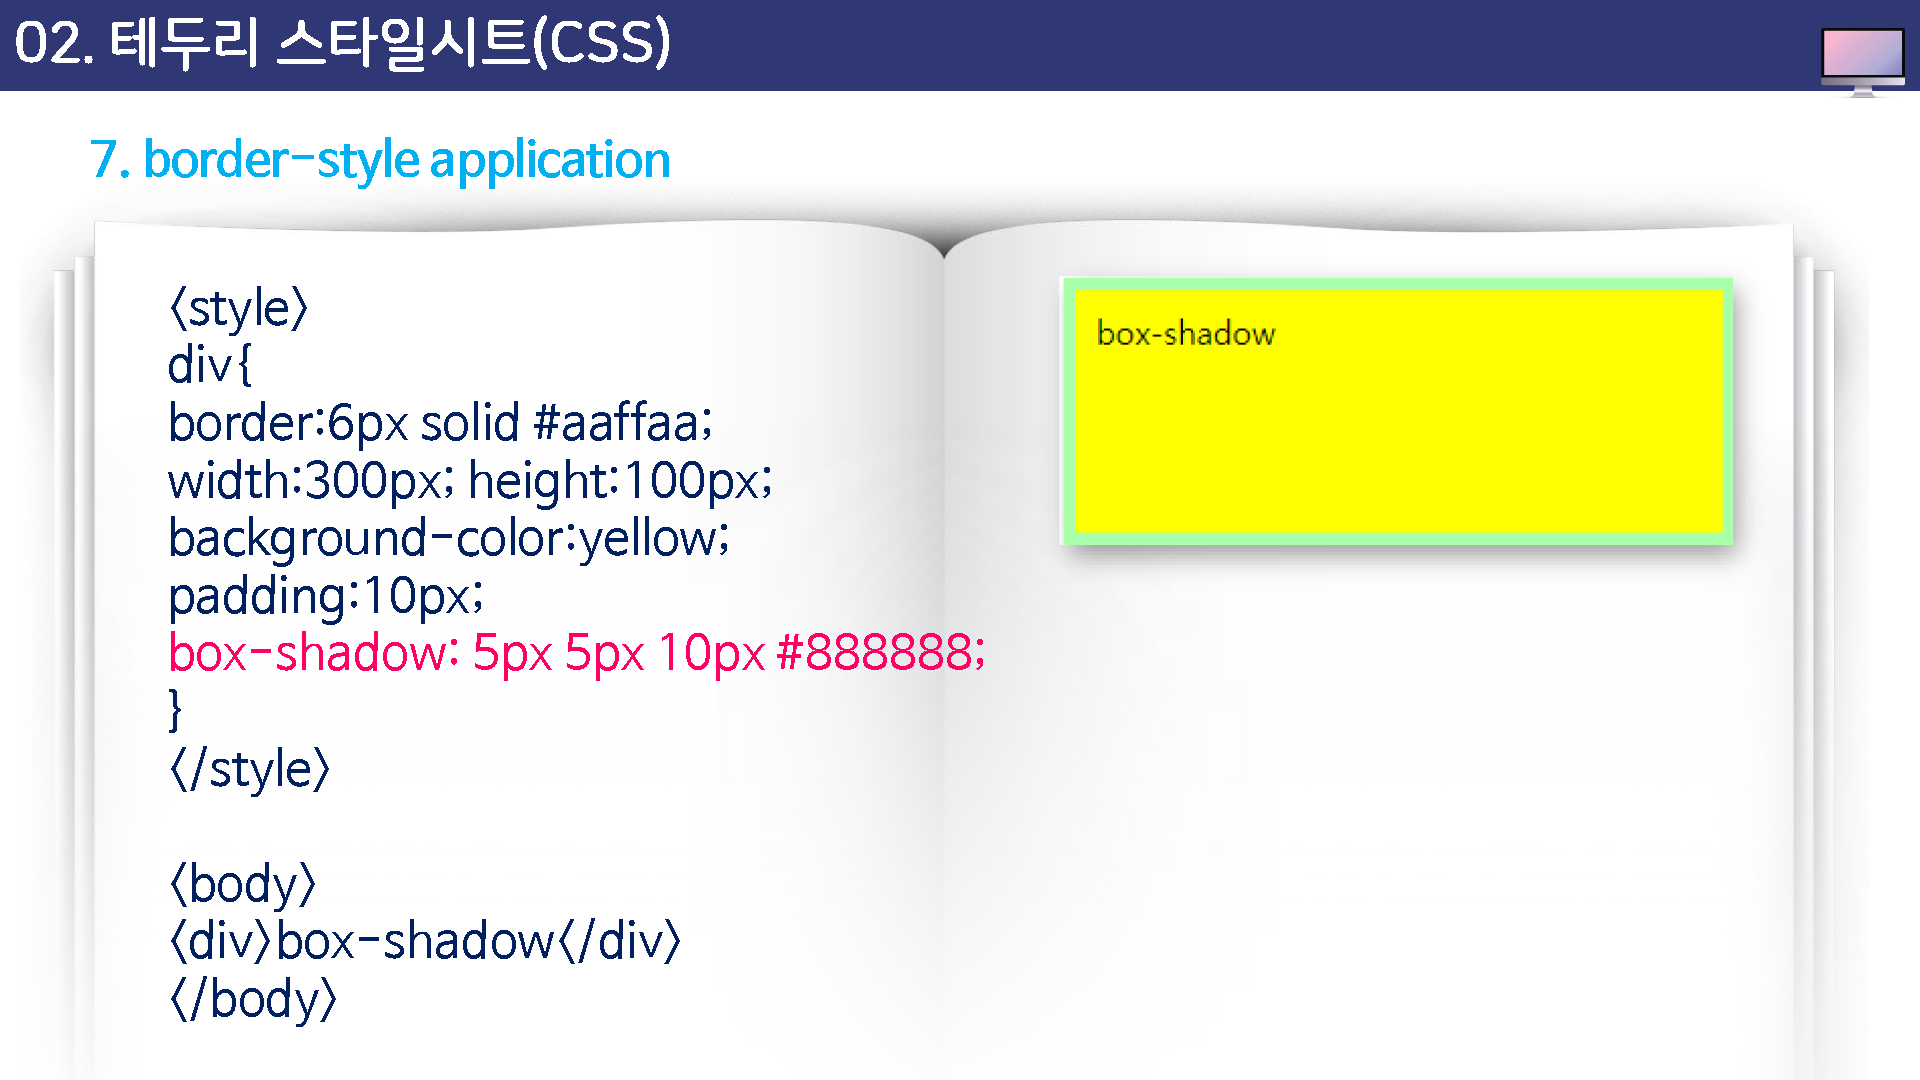 02. 테두리 스타일시트(CSS)
7. border-style application
<style>
div{
border:6px solid #aaffaa;
width:300px; height:100px;
background-color:yellow;
padding:10px;
box-shadow: 5px 5px 10px #888888;
}
</style>
<body>
<div>box-shadow</div>
</body>
box-shadow